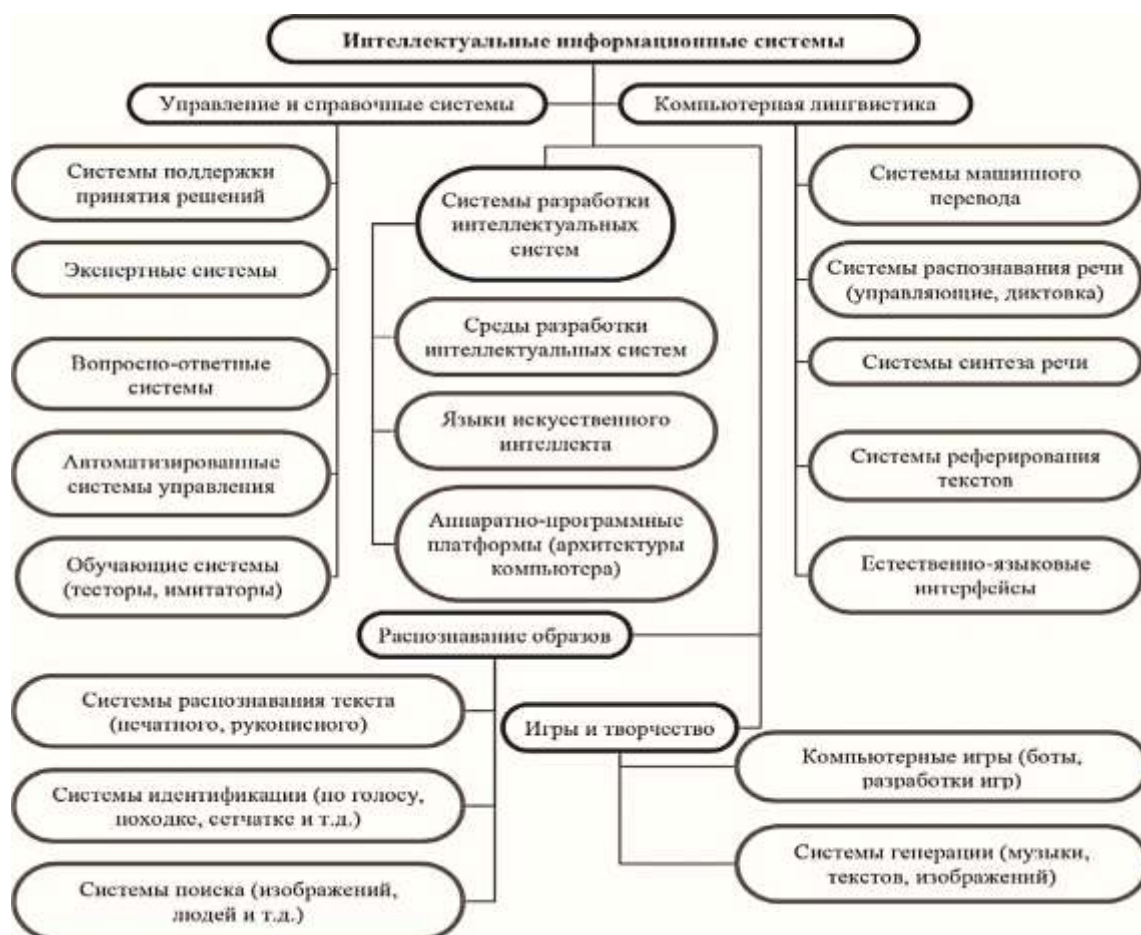 Интеллектуальные информационные системы
Управление и справочные системы
Системы поддержки
принятия решений
Экспертные системы
Вопросно-ответные
системы
Автоматизированные
системы управления
Обучающие системы
(тесторы, имитаторы)
Компьютерная лингвистика
Системы машинного
перевода
Системы распознавания речи
(управляющие, диктовка)
Системы синтеза речи
Системы реферирования
текстов
Естественно-языковые
интерфейсы
Системы разработки
интеллектуальных
систем
Среды разработки
интеллектуальных систем
Языки искусственного
интеллекта
Аппаратно-программные
платформы (архитектуры
компьютера)
Распознавание образов
Системы распознавания текста
(печатного, рукописного)
Системы идентификации (по голосу,
походке, сетчатке и т.д.)
Системы поиска (изображений,
людей и т.д.)
Игры и творчество
Компьютерные игры (боты,
разработки игр)
Системы генерации (музыки,
текстов, изображений)